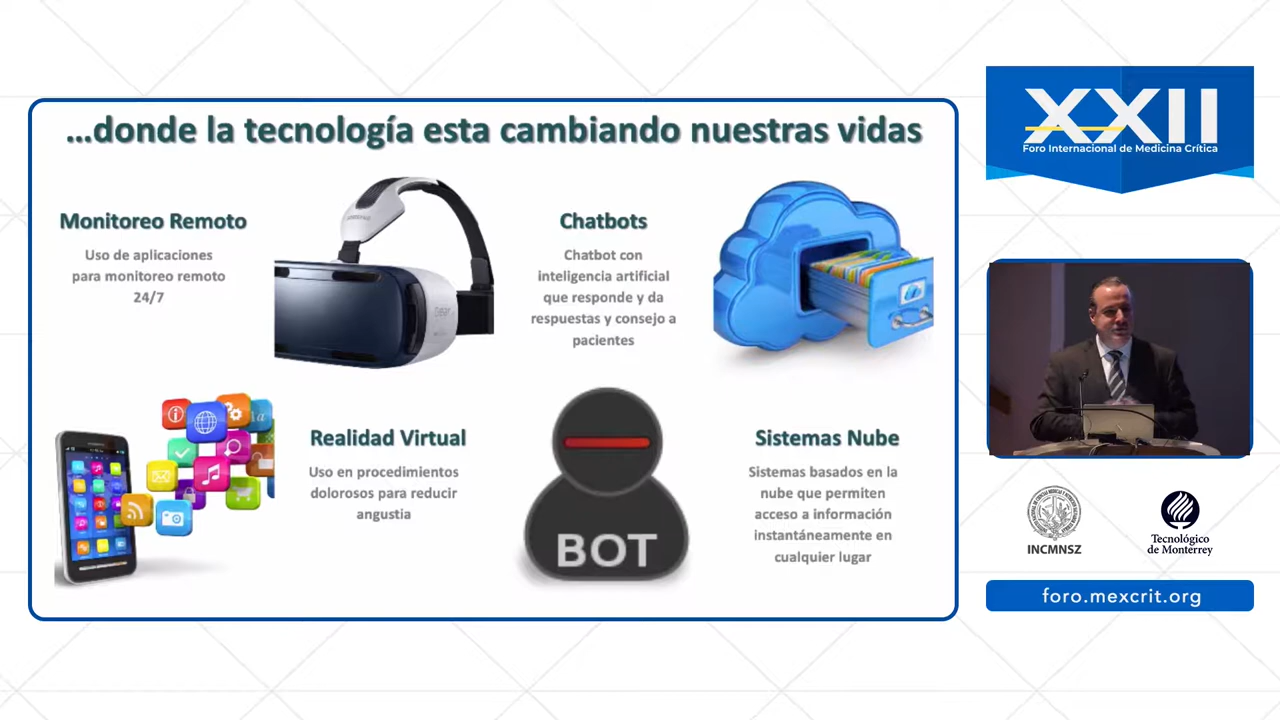 ...donde la tecnología esta cambiando nuestras vidas
Monitoreo Remoto
Uso de aplicaciones
para monitoreo remoto
24/7
Chatbots
Chatbot con
inteligencia artificial
que responde y da
respuestas y consejo a
pacientes
Realidad Virtual
Uso en procedimientos
dolorosos para reducir
angustia
BOT
Sistemas Nube
Sistemas basados en la
nube que permiten
acceso a información
instantáneamente en
cualquier lugar
XXII
Foro Internacional de Medicina Crítica
INCMNSZ
Tecnológico
de Monterrey
foro.mexcrit.org